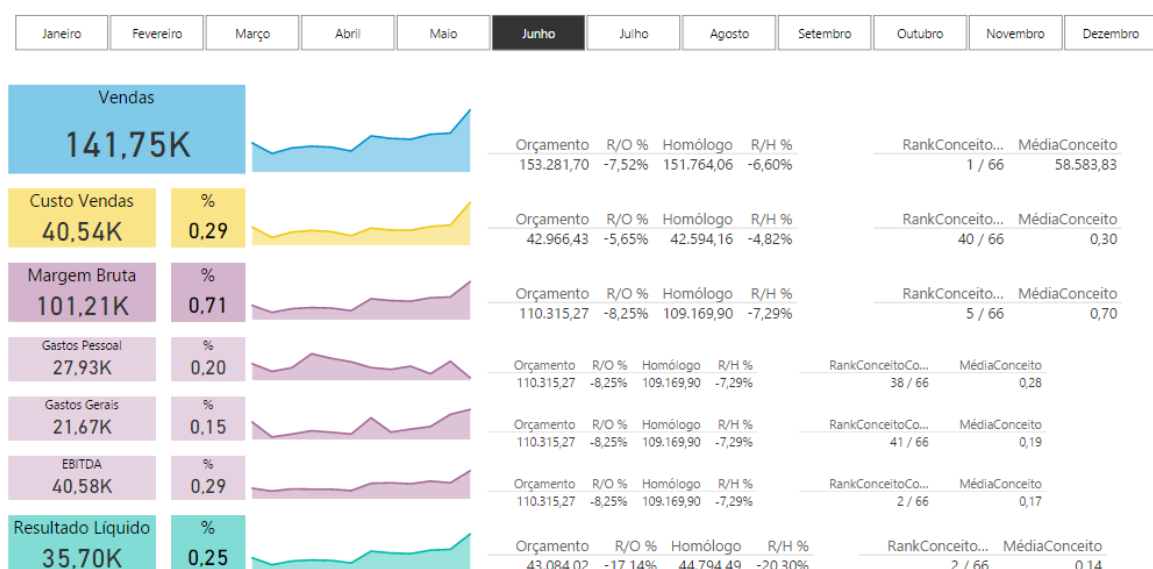 Janeiro Fevereiro Março Abril Maio Junho Julho Agosto Setembro Outubro Novembro Dezembro
Vendas
141,75K
Orçamento R/O % Homólogo R/H % RankConceito... MédiaConceito
153.281,70 -7,52% 151.764,06 -6,60% 1 / 66 58.583,83
Custo Vendas %
40,54K 0,29
Orçamento R/O % Homólogo R/H % RankConceito... MédiaConceito
42.966,43 -5,65% 42.594,16 -4,82% 40 / 66 0,30
Margem Bruta %
101,21K 0,71
Orçamento R/O % Homólogo R/H % RankConceito... MédiaConceito
110.315,27 -8,25% 109.169,90 -7,29% 5 / 66 0,70
Gastos Pessoal %
27,93K 0,20
Orçamento R/O % Homólogo R/H % RankConceitoCo... MédiaConceito
110.315,27 -8,25% 109.169,90 -7,29% 38 / 66 0,28
Gastos Gerais %
21,67K 0,15
Orçamento R/O % Homólogo R/H % RankConceitoCo... MédiaConceito
110.315,27 -8,25% 109.169,90 -7,29% 41 / 66 0,19
EBITDA %
40,58K 0,29
Orçamento R/O % Homólogo R/H % RankConceitoCo... MédiaConceito
110.315,27 -8,25% 109.169,90 -7,29% 2 / 66 0,17
Resultado Líquido %
35,70K 0,25
Orçamento R/O % Homólogo R/H % RankConceito... MédiaConceito
43.084,02 -17,14% 44.794,49 -20,30% 2 / 66 0,14